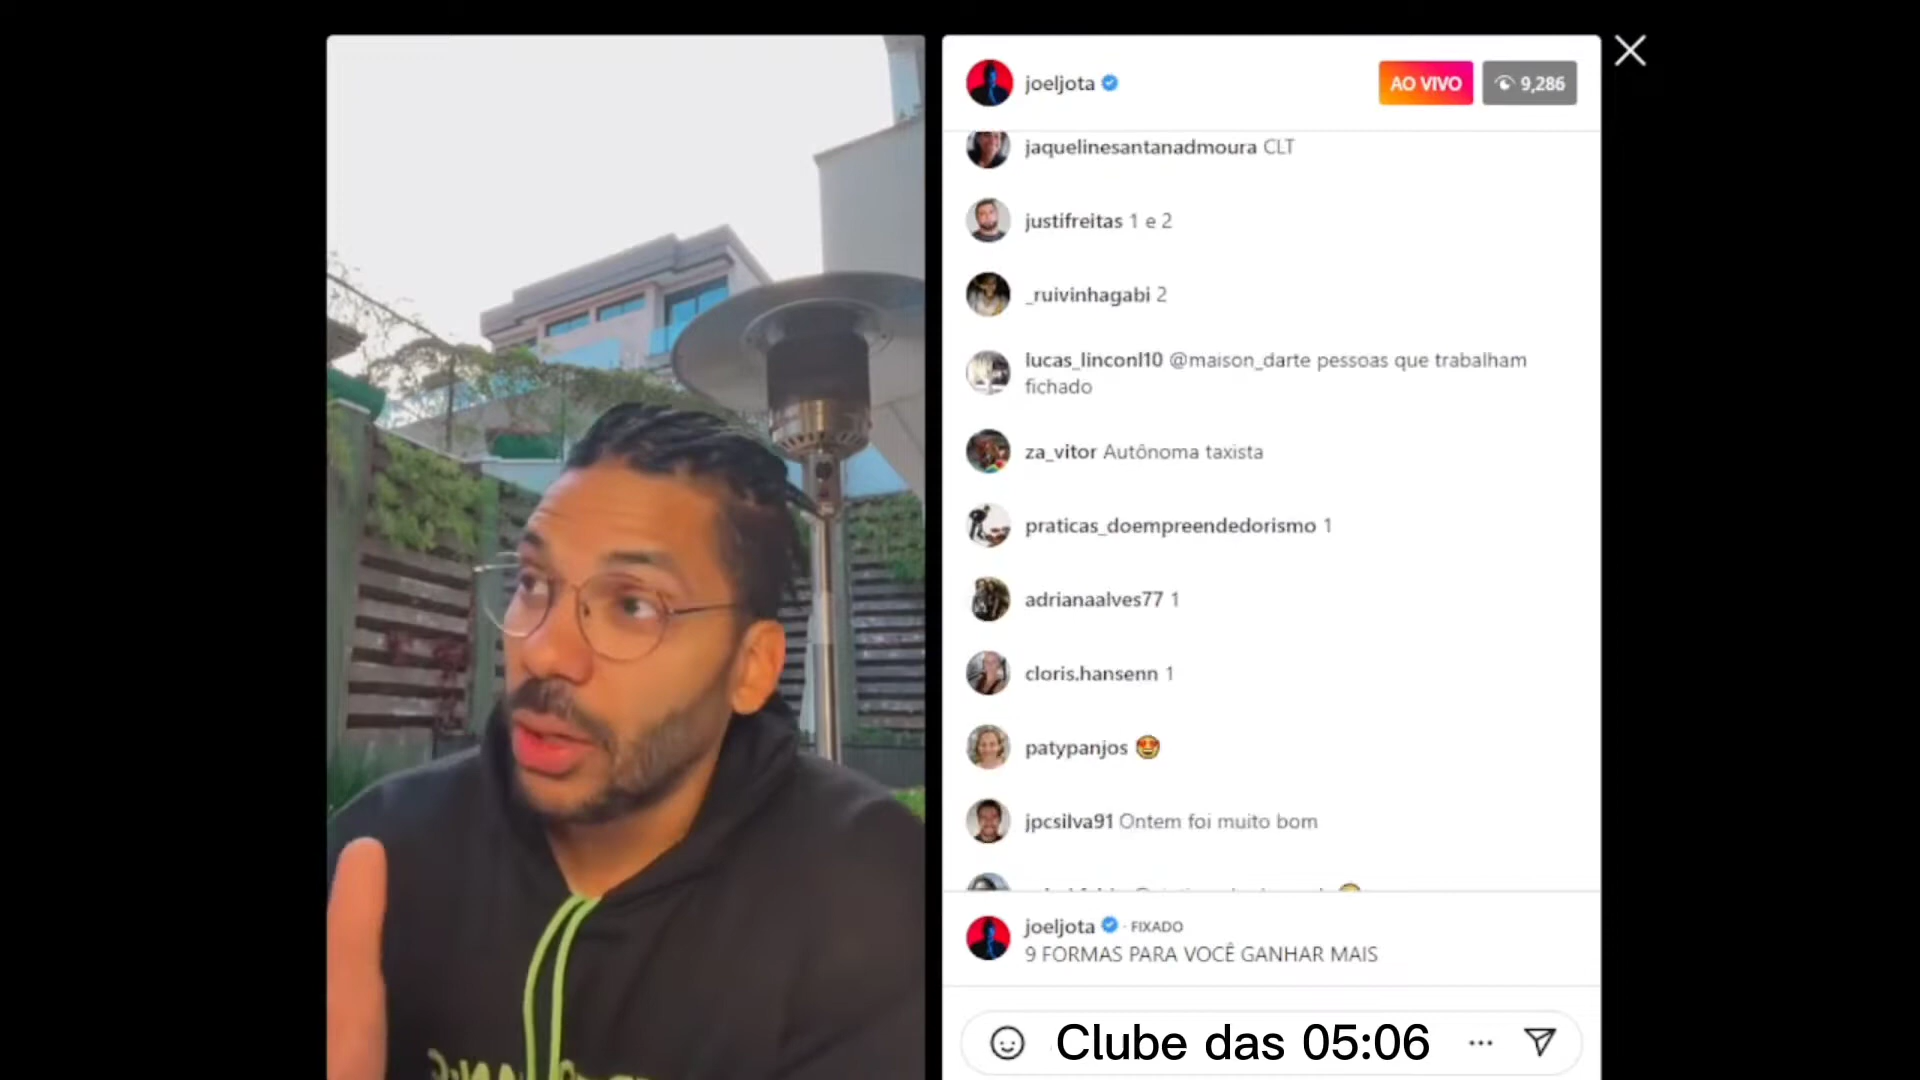 joeljota
AO VIVO
9,286
jaquelinesantanadmoura CLT
justifreitas 1 e 2
_ruivinhagabi 2
lucas_linconl10 @maison_darte pessoas que trabalham
fichado
za_vitor Autônoma taxista
praticas_doempreendedorismo 1
adrianaalves77 1
cloris.hansenn 1
patypanjos 😍
jpcsilva91 Ontem foi muito bom
joeljota · FIXADO
9 FORMAS PARA VOCÊ GANHAR MAIS
Clube das 05:06